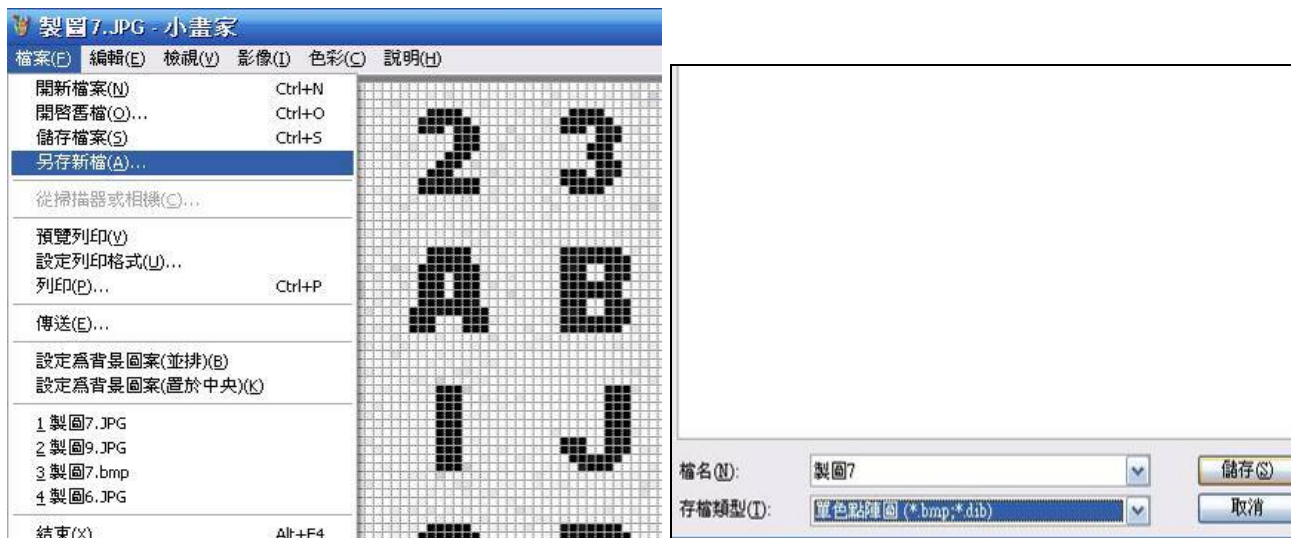 製圖7.JPG - 小畫家
檔案(F) 編輯(E) 檢視(V) 影像(I) 色彩(C) 說明(H)
開新檔案(N) Ctrl+N
開啓舊檔(O)... Ctrl+O
儲存檔案(S) Ctrl+S
另存新檔(A)...
從掃描器或相機(C)...
預覽列印(V)
設定列印格式(U)...
列印(P)... Ctrl+P
傳送(E)...
設定爲背景圖案(並排)(B)
設定爲背景圖案(置於中央)(K)
1 製圖7.JPG
2 製圖9.JPG
3 製圖7.bmp
4 製圖6.JPG
結束(X) Alt+F4
2 3
A B
I J
檔名(N): 製圖7 儲存(S)
存檔類型(T): 單色點陣圖 (*.bmp;*.dib) 取消